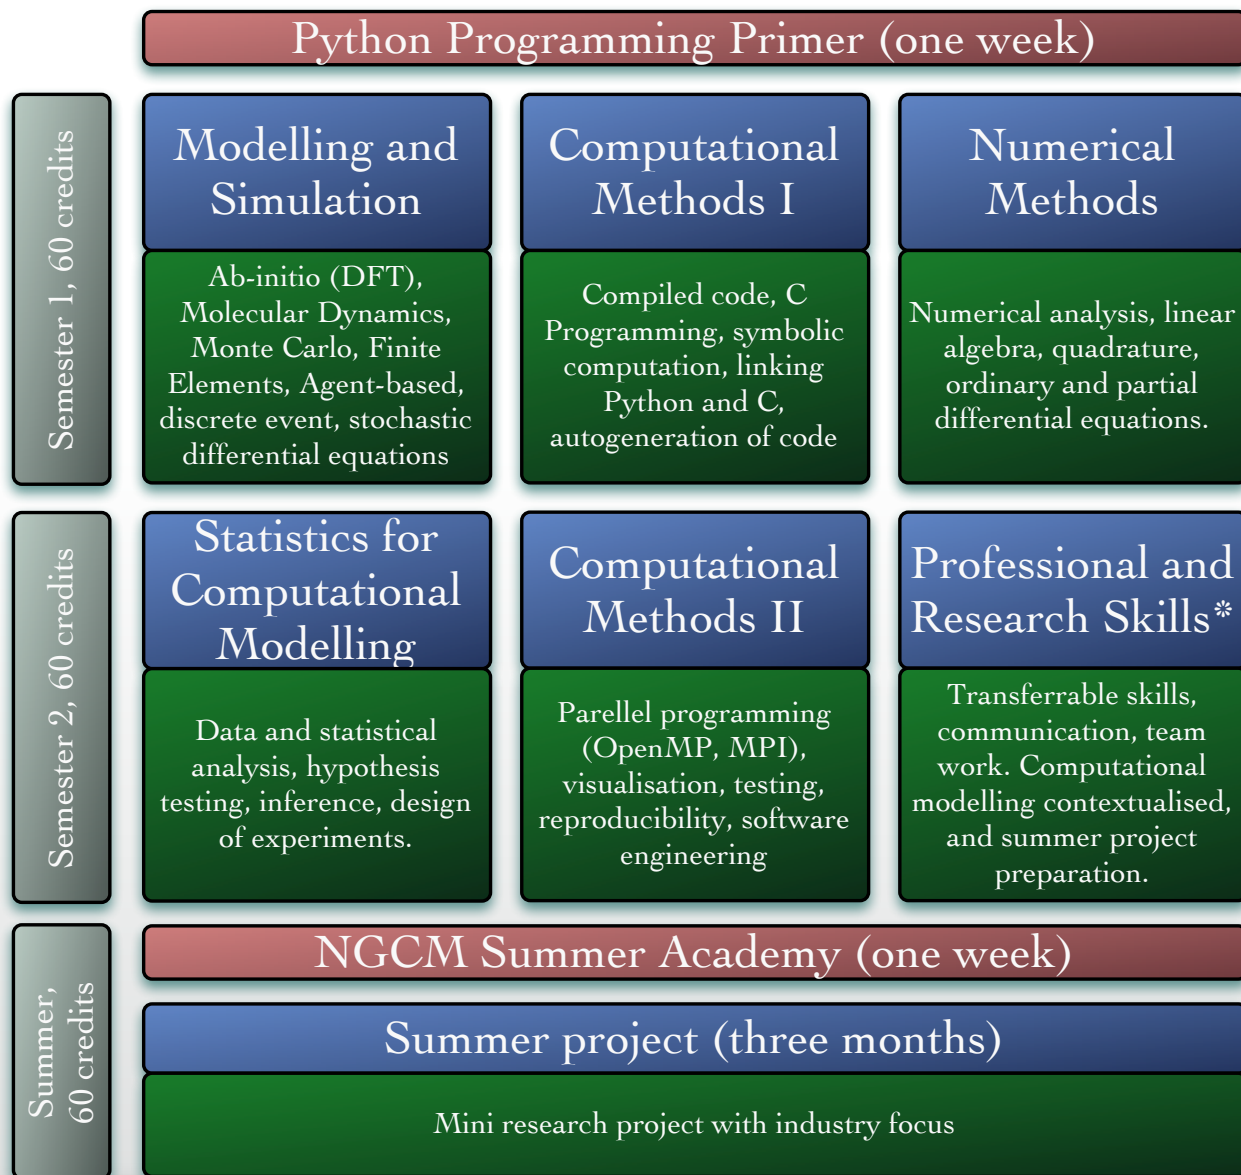 Python Programming Primer (one week)
Semester 1, 60 credits
Modelling and
Simulation
Ab-initio (DFT),
Molecular Dynamics,
Monte Carlo, Finite
Elements, Agent-based,
discrete event, stochastic
differential equations
Computational
Methods I
Compiled code, C
Programming, symbolic
computation, linking
Python and C,
autogeneration of code
Numerical
Methods
Numerical analysis, linear
algebra, quadrature,
ordinary and partial
differential equations.
Semester 2, 60 credits
Statistics for
Computational
Modelling
Data and statistical
analysis, hypothesis
testing, inference, design
of experiments.
Computational
Methods II
Parellel programming
(OpenMP, MPI),
visualisation, testing,
reproducibility, software
engineering
Professional and
Research Skills*
Transferrable skills,
communication, team
work. Computational
modelling contextualised,
and summer project
preparation.
Summer,
60 credits
NGCM Summer Academy (one week)
Summer project (three months)
Mini research project with industry focus